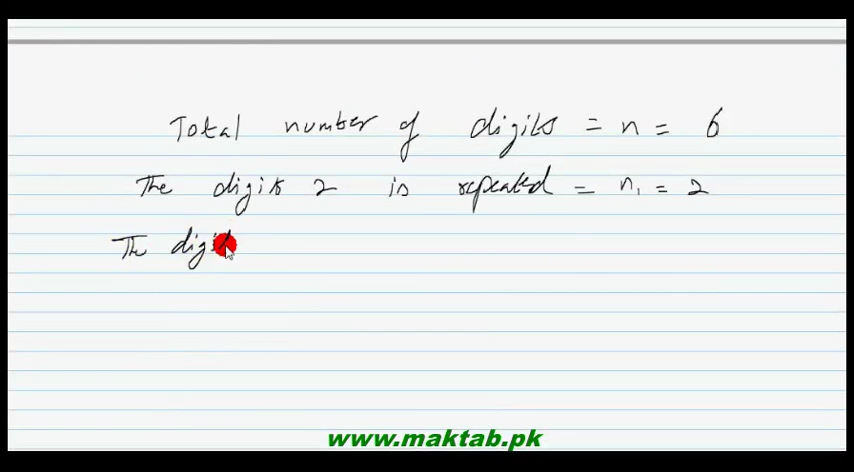 Total number of digits = n = 6
The digit 2 is repeated = n₁ = 2
The digit
www.maktab.pk